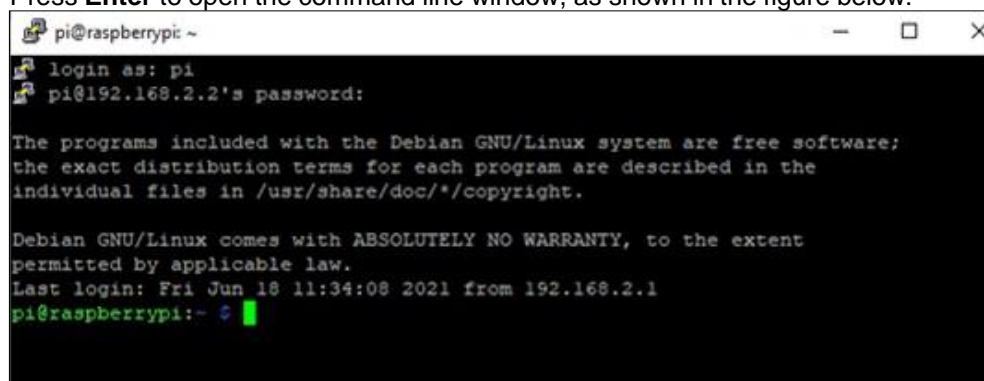 Press Enter to open the command line window, as shown in the figure below.
pi@raspberrypi: ~
login as: pi
pi@192.168.2.2's password:
The programs included with the Debian GNU/Linux system are free software;
the exact distribution terms for each program are described in the
individual files in /usr/share/doc/*/copyright.
Debian GNU/Linux comes with ABSOLUTELY NO WARRANTY, to the extent
permitted by applicable law.
Last login: Fri Jun 18 11:34:08 2021 from 192.168.2.1
pi@raspberrypi:~ $